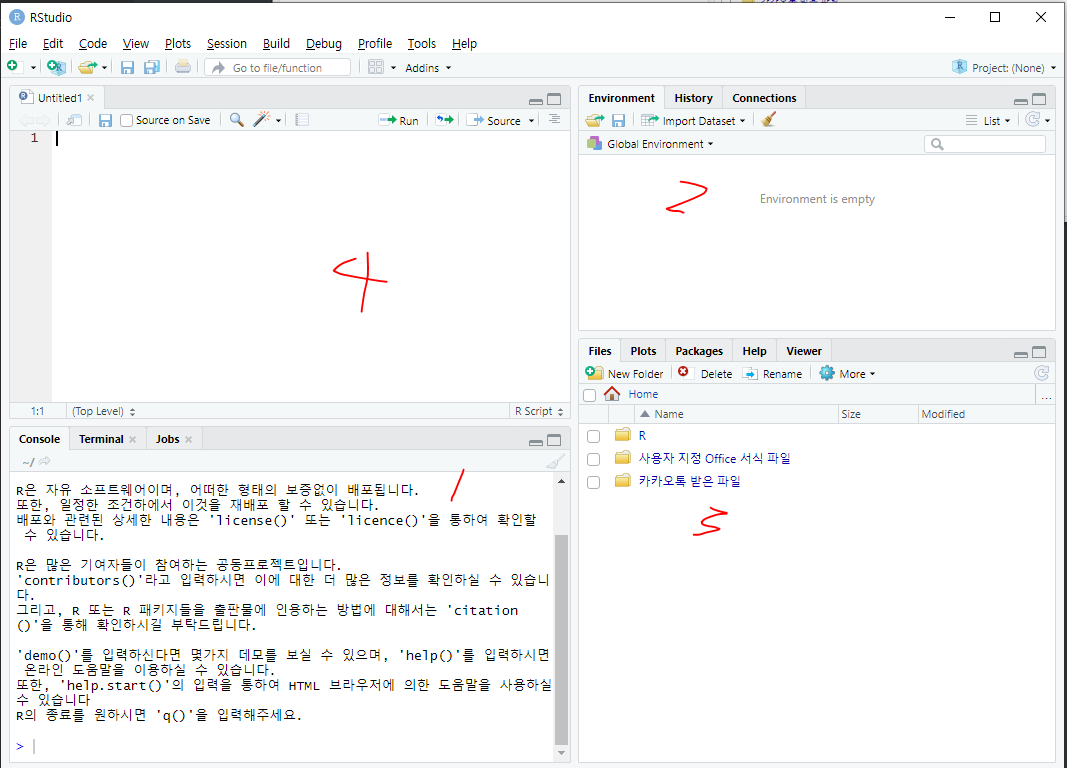 RStudio
File Edit Code View Plots Session Build Debug Profile Tools Help
Go to file/function Addins Project: (None)
Untitled1
Source on Save Run Source
1
4
1:1 (Top Level) R Script
Console Terminal Jobs
~/
1
R은 자유 소프트웨어이며, 어떠한 형태의 보증없이 배포됩니다.
또한, 일정한 조건하에서 이것을 재배포 할 수 있습니다.
배포와 관련된 상세한 내용은 'license()' 또는 'licence()'을 통하여 확인할
수 있습니다.
R은 많은 기여자들이 참여하는 공동프로젝트입니다.
'contributors()'라고 입력하시면 이에 대한 더 많은 정보를 확인하실 수 있습니
다.
그리고, R 또는 R 패키지들을 출판물에 인용하는 방법에 대해서는 'citation
()'을 통해 확인하시길 부탁드립니다.
'demo()'를 입력하신다면 몇가지 데모를 보실 수 있으며, 'help()'를 입력하시면
온라인 도움말을 이용하실 수 있습니다.
또한, 'help.start()'의 입력을 통하여 HTML 브라우저에 의한 도움말을 사용하실
수 있습니다
R의 종료를 원하시면 'q()'을 입력해주세요.
>
Environment History Connections
Import Dataset List
Global Environment
2
Environment is empty
Files Plots Packages Help Viewer
New Folder Delete Rename More
Home ...
Name Size Modified
R
사용자 지정 Office 서식 파일
카카오톡 받은 파일
3